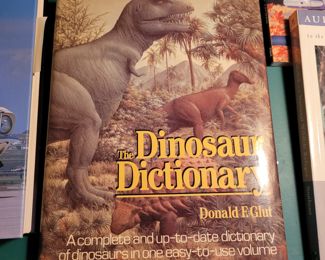 The Dinosaur
Dictionary
Donald F. Glut
A complete and up-to-date dictionary
of dinosaurs in one easy-to-use volume
AU